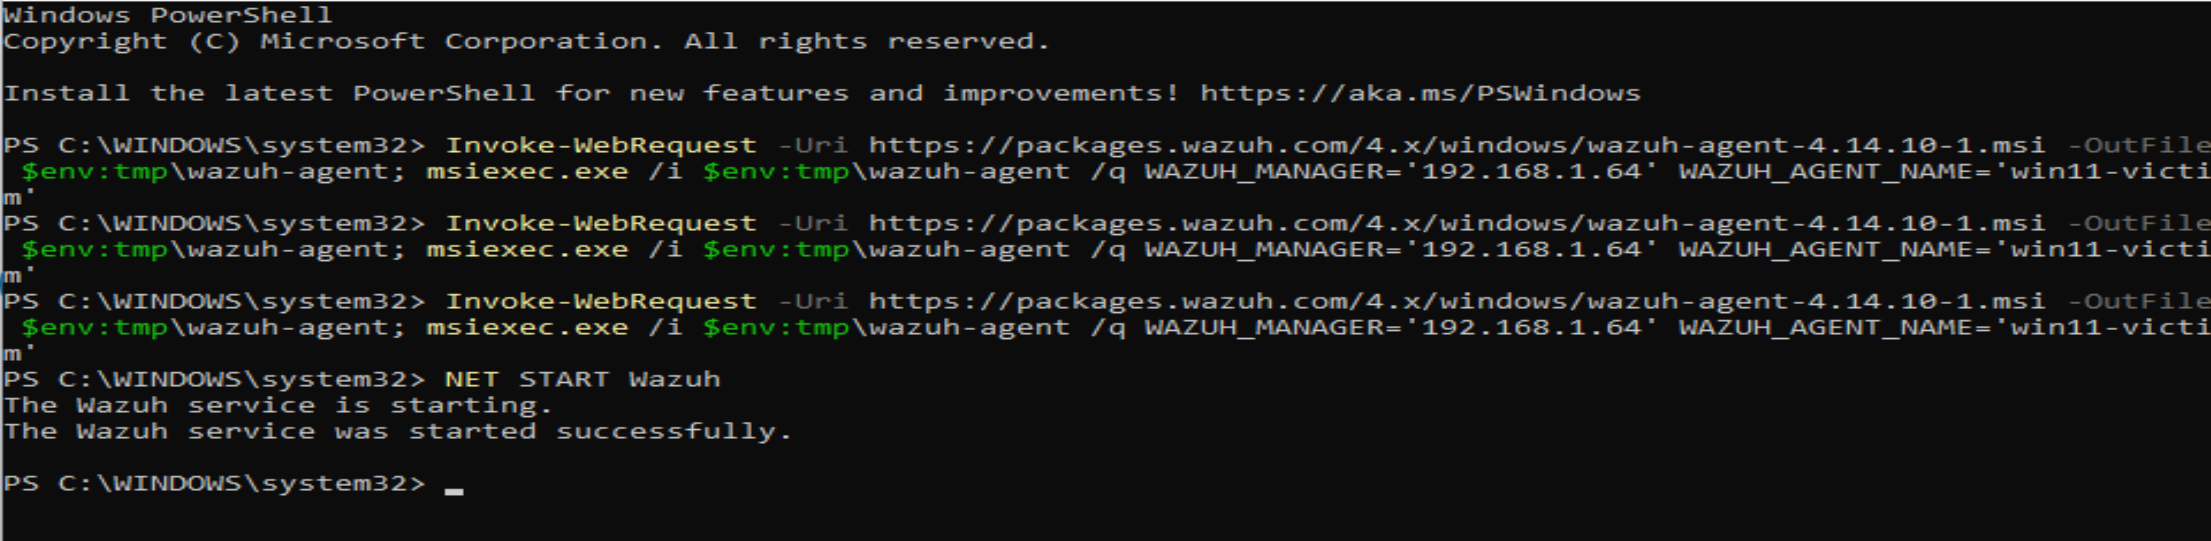 Windows PowerShell
Copyright (C) Microsoft Corporation. All rights reserved.
Install the latest PowerShell for new features and improvements! https://aka.ms/PSWindows
PS C:\WINDOWS\system32> Invoke-WebRequest -Uri https://packages.wazuh.com/4.x/windows/wazuh-agent-4.14.10-1.msi -OutFile
$env:tmp\wazuh-agent; msiexec.exe /i $env:tmp\wazuh-agent /q WAZUH_MANAGER='192.168.1.64' WAZUH_AGENT_NAME='win11-victi
m'
PS C:\WINDOWS\system32> Invoke-WebRequest -Uri https://packages.wazuh.com/4.x/windows/wazuh-agent-4.14.10-1.msi -OutFile
$env:tmp\wazuh-agent; msiexec.exe /i $env:tmp\wazuh-agent /q WAZUH_MANAGER='192.168.1.64' WAZUH_AGENT_NAME='win11-victi
m'
PS C:\WINDOWS\system32> Invoke-WebRequest -Uri https://packages.wazuh.com/4.x/windows/wazuh-agent-4.14.10-1.msi -OutFile
$env:tmp\wazuh-agent; msiexec.exe /i $env:tmp\wazuh-agent /q WAZUH_MANAGER='192.168.1.64' WAZUH_AGENT_NAME='win11-victi
m'
PS C:\WINDOWS\system32> NET START Wazuh
The Wazuh service is starting.
The Wazuh service was started successfully.
PS C:\WINDOWS\system32>